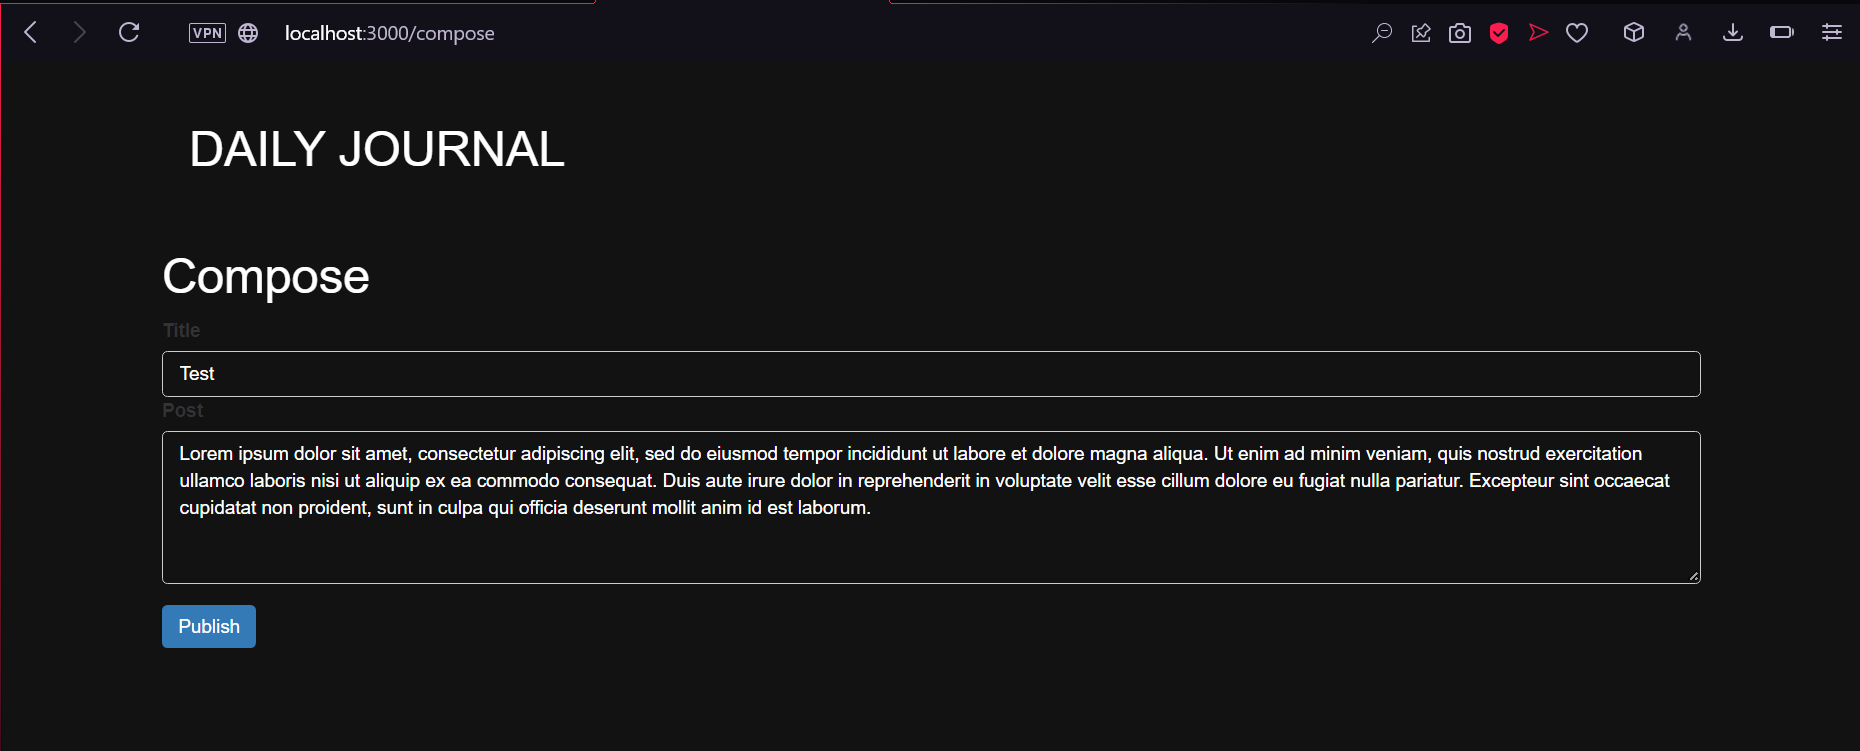 VPN localhost:3000/compose
DAILY JOURNAL
Compose
Title
Test
Post
Lorem ipsum dolor sit amet, consectetur adipiscing elit, sed do eiusmod tempor incididunt ut labore et dolore magna aliqua. Ut enim ad minim veniam, quis nostrud exercitation
ullamco laboris nisi ut aliquip ex ea commodo consequat. Duis aute irure dolor in reprehenderit in voluptate velit esse cillum dolore eu fugiat nulla pariatur. Excepteur sint occaecat
cupidatat non proident, sunt in culpa qui officia deserunt mollit anim id est laborum.
Publish